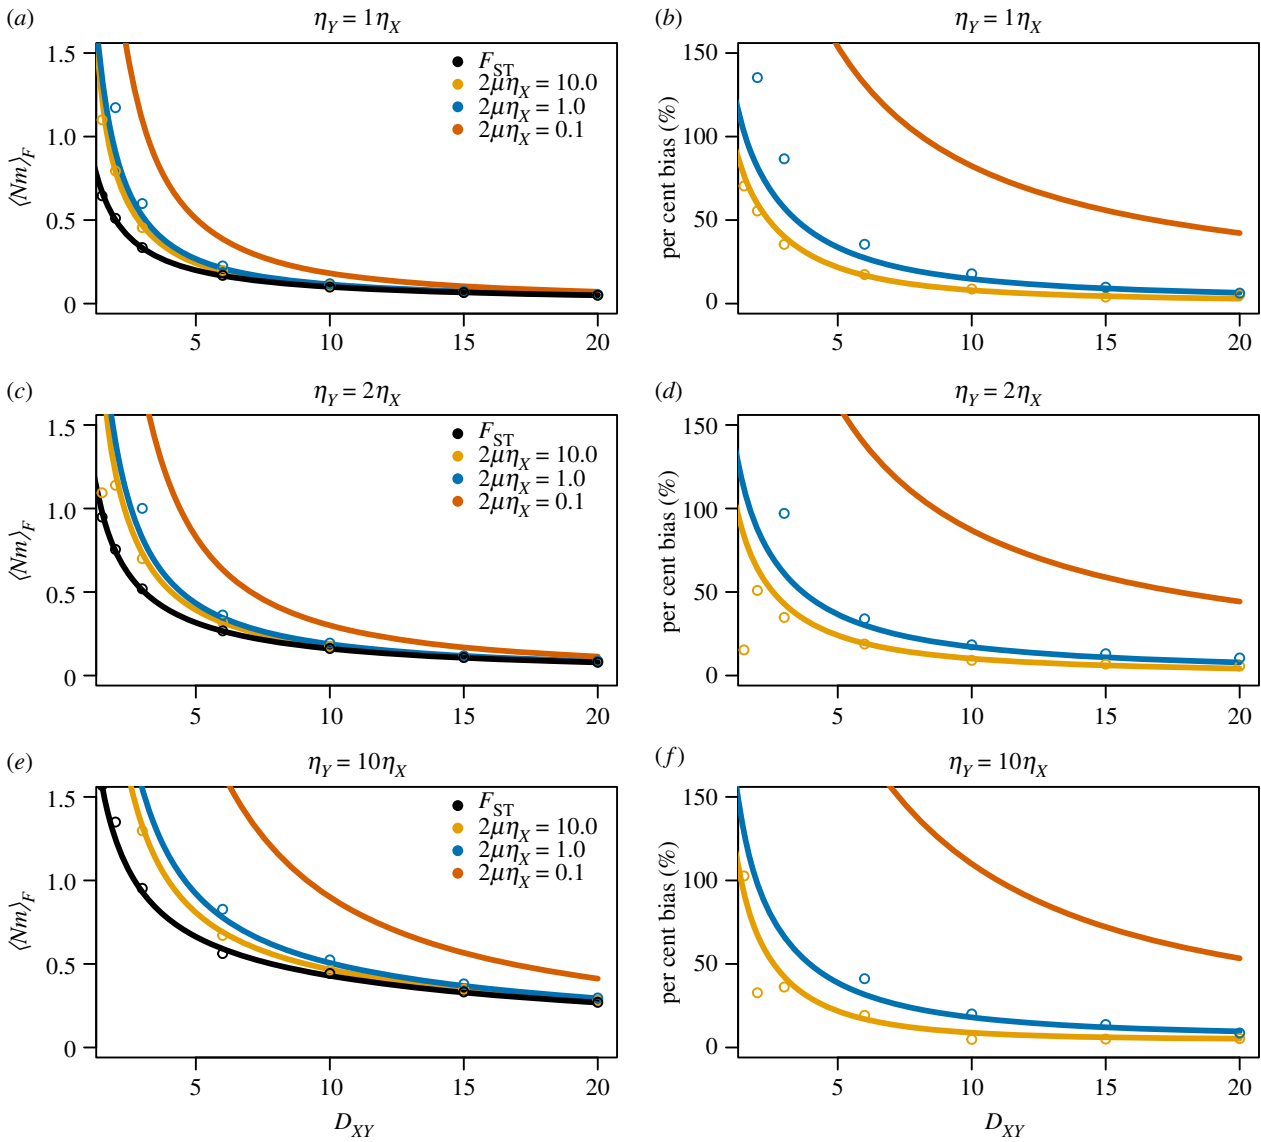 (a) η_Y = 1η_X
1.5
1.0
0.5
0
⟨Nm⟩_F
F_ST
2μη_X = 10.0
2μη_X = 1.0
2μη_X = 0.1
5 10 15 20
(b) η_Y = 1η_X
150
100
50
0
per cent bias (%)
5 10 15 20
(c) η_Y = 2η_X
1.5
1.0
0.5
0
⟨Nm⟩_F
F_ST
2μη_X = 10.0
2μη_X = 1.0
2μη_X = 0.1
5 10 15 20
(d) η_Y = 2η_X
150
100
50
0
per cent bias (%)
5 10 15 20
(e) η_Y = 10η_X
1.5
1.0
0.5
0
⟨Nm⟩_F
F_ST
2μη_X = 10.0
2μη_X = 1.0
2μη_X = 0.1
5 10 15 20
D_XY
(f) η_Y = 10η_X
150
100
50
0
per cent bias (%)
5 10 15 20
D_XY